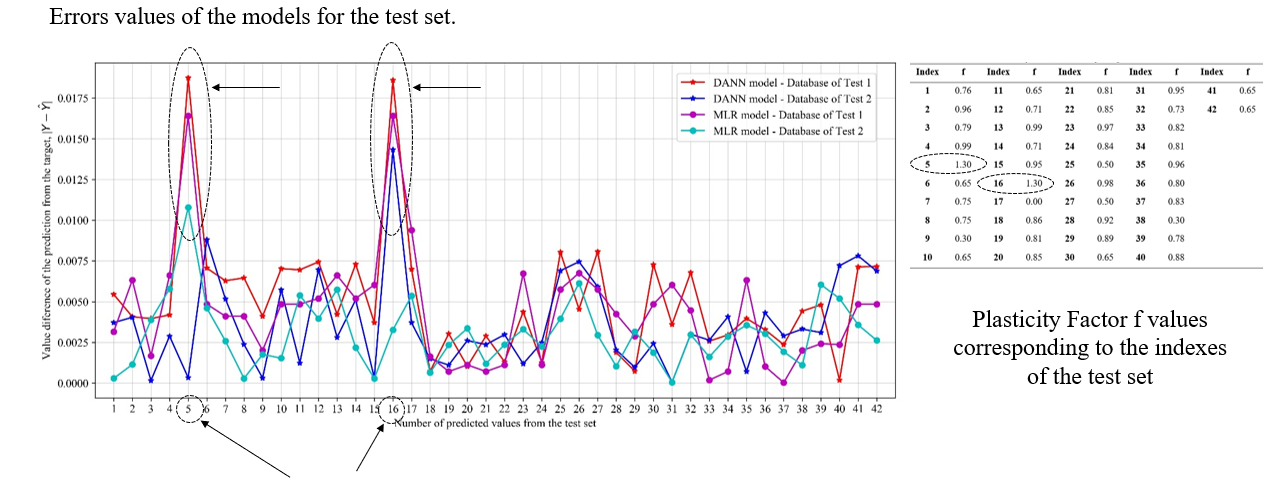 Errors values of the models for the test set.
Value difference of the prediction from the target, |Y − Ŷ|
0.0175
0.0150
0.0125
0.0100
0.0075
0.0050
0.0025
0.0000
DANN model - Database of Test 1
DANN model - Database of Test 2
MLR model - Database of Test 1
MLR model - Database of Test 2
1 2 3 4 5 6 7 8 9 10 11 12 13 14 15 16 17 18 19 20 21 22 23 24 25 26 27 28 29 30 31 32 33 34 35 36 37 38 39 40 41 42
Number of predicted values from the test set
Index f Index f Index f Index f Index f
1 0.76 11 0.65 21 0.81 31 0.95 41 0.65
2 0.96 12 0.71 22 0.85 32 0.73 42 0.65
3 0.79 13 0.99 23 0.97 33 0.82
4 0.99 14 0.71 24 0.84 34 0.81
5 1.30 15 0.95 25 0.50 35 0.96
6 0.65 16 1.30 26 0.98 36 0.80
7 0.75 17 0.00 27 0.50 37 0.83
8 0.75 18 0.86 28 0.92 38 0.30
9 0.30 19 0.81 29 0.89 39 0.78
10 0.65 20 0.85 30 0.65 40 0.88
Plasticity Factor f values
corresponding to the indexes
of the test set